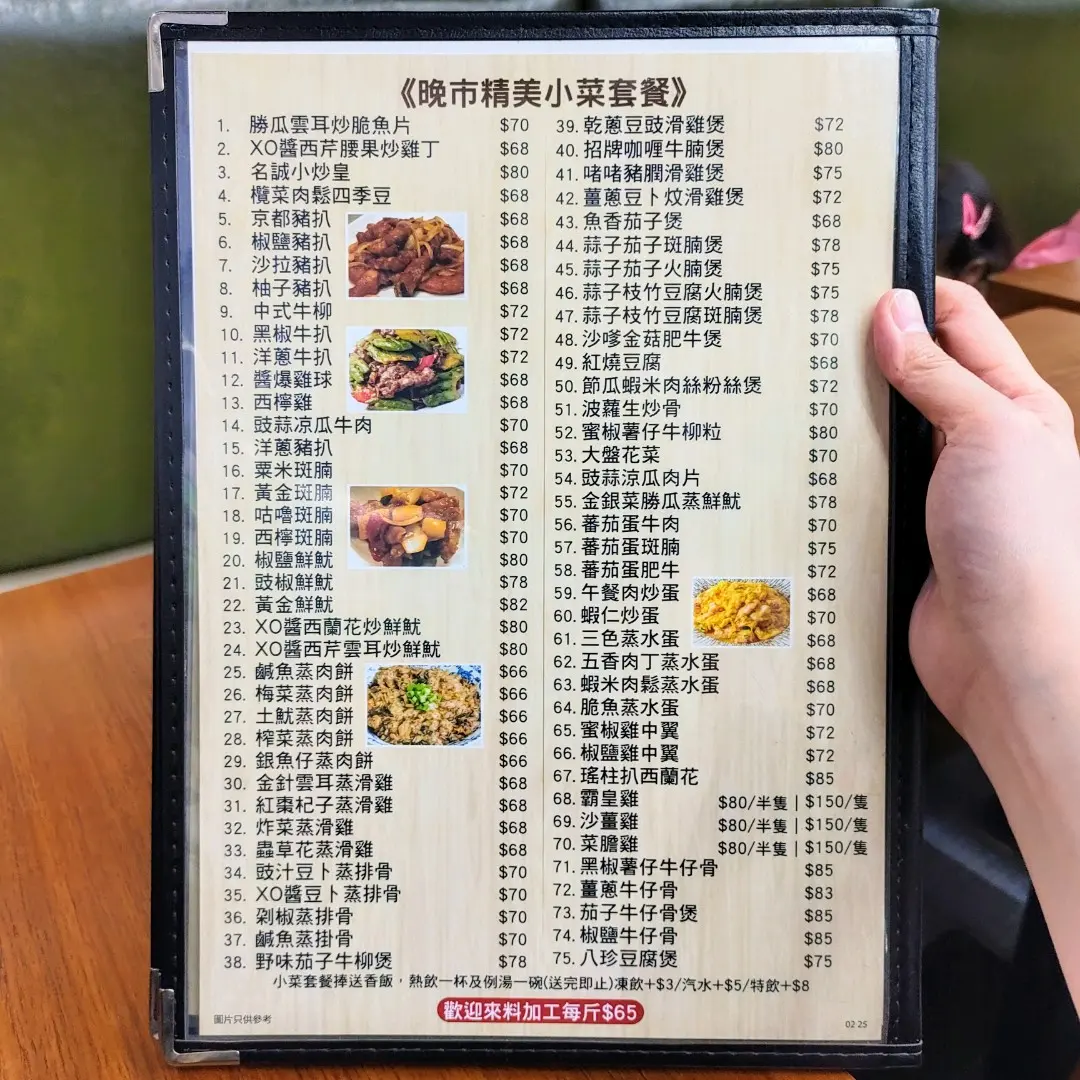 《晚市精美小菜套餐》
1. 勝瓜雲耳炒脆魚片 $70
2. XO醬西芹腰果炒雞丁 $68
3. 名誠小炒皇 $80
4. 欖菜肉鬆四季豆 $68
5. 京都豬扒 $68
6. 椒鹽豬扒 $68
7. 沙拉豬扒 $68
8. 柚子豬扒 $68
9. 中式牛柳 $72
10. 黑椒牛扒 $72
11. 洋蔥牛扒 $72
12. 醬爆雞球 $68
13. 西檸雞 $68
14. 豉蒜凉瓜牛肉 $70
15. 洋蔥豬扒 $68
16. 粟米斑腩 $70
17. 黃金斑腩 $72
18. 咕嚕斑腩 $70
19. 西檸斑腩 $70
20. 椒鹽鮮魷 $80
21. 豉椒鮮魷 $78
22. 黃金鮮魷 $82
23. XO醬西蘭花炒鮮魷 $80
24. XO醬西芹雲耳炒鮮魷 $80
25. 鹹魚蒸肉餅 $66
26. 梅菜蒸肉餅 $66
27. 土魷蒸肉餅 $66
28. 榨菜蒸肉餅 $66
29. 銀魚仔蒸肉餅 $66
30. 金針雲耳蒸滑雞 $68
31. 紅棗杞子蒸滑雞 $68
32. 炸菜蒸滑雞 $68
33. 蟲草花蒸滑雞 $68
34. 豉汁豆卜蒸排骨 $70
35. XO醬豆卜蒸排骨 $70
36. 剁椒蒸排骨 $70
37. 鹹魚蒸掛骨 $70
38. 野味茄子牛柳煲 $78
39. 乾蔥豆豉滑雞煲 $72
40. 招牌咖喱牛腩煲 $80
41. 啫啫豬膶滑雞煲 $75
42. 薑蔥豆卜炆滑雞煲 $72
43. 魚香茄子煲 $68
44. 蒜子茄子斑腩煲 $78
45. 蒜子茄子火腩煲 $75
46. 蒜子枝竹豆腐火腩煲 $75
47. 蒜子枝竹豆腐斑腩煲 $78
48. 沙嗲金菇肥牛煲 $70
49. 紅燒豆腐 $68
50. 節瓜蝦米肉絲粉絲煲 $72
51. 波蘿生炒骨 $70
52. 蜜椒薯仔牛柳粒 $80
53. 大盤花菜 $70
54. 豉蒜涼瓜肉片 $68
55. 金銀菜勝瓜蒸鮮魷 $78
56. 蕃茄蛋牛肉 $70
57. 蕃茄蛋斑腩 $75
58. 蕃茄蛋肥牛 $72
59. 午餐肉炒蛋 $68
60. 蝦仁炒蛋 $70
61. 三色蒸水蛋 $68
62. 五香肉丁蒸水蛋 $68
63. 蝦米肉鬆蒸水蛋 $68
64. 脆魚蒸水蛋 $70
65. 蜜椒雞中翼 $72
66. 椒鹽雞中翼 $72
67. 瑤柱扒西蘭花 $85
68. 霸皇雞 $80/半隻 | $150/隻
69. 沙薑雞 $80/半隻 | $150/隻
70. 菜膽雞 $80/半隻 | $150/隻
71. 黑椒薯仔牛仔骨 $85
72. 薑蔥牛仔骨 $83
73. 茄子牛仔骨煲 $85
74. 椒鹽牛仔骨 $85
75. 八珍豆腐煲 $75
小菜套餐捧送香飯，熱飲一杯及例湯一碗(送完即止)凍飲+$3/汽水+$5/特飲+$8
歡迎來料加工每斤$65
圖片只供參考
02 25